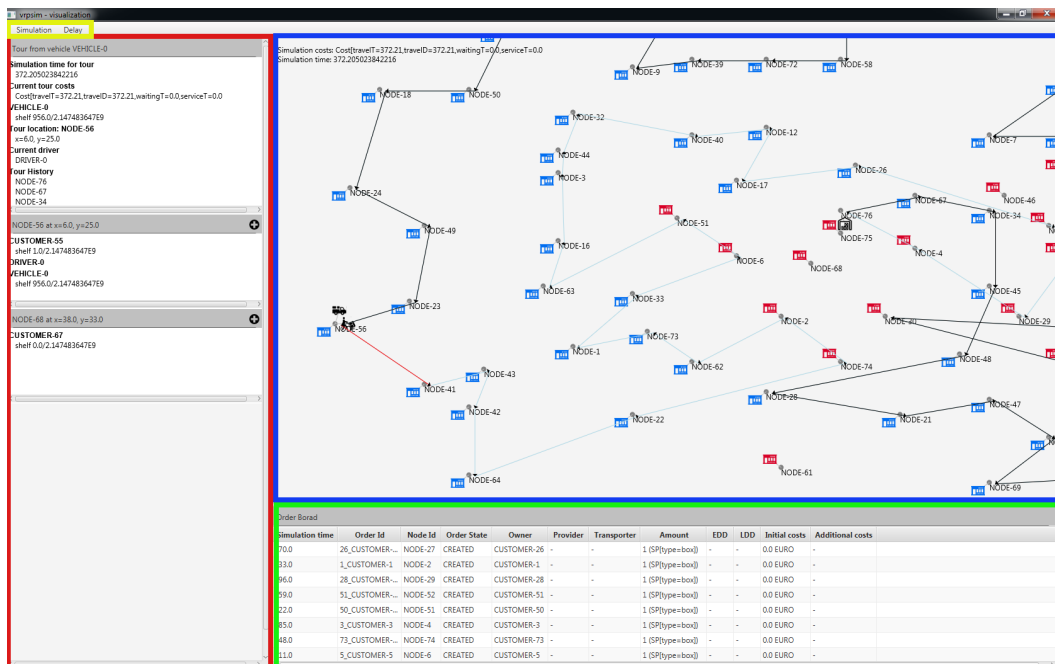 vrpsim - visualization
Simulation Delay
Tour from vehicle VEHICLE-0
Simulation time for tour
372.205023842216
Current tour costs
Cost[travelT=372.21,travelD=372.21,waitingT=0.0,serviceT=0.0
VEHICLE-0
shelf 956.0/2.147483647E9
Tour location: NODE-56
x=6.0, y=25.0
Current driver
DRIVER-0
Tour History
NODE-76
NODE-67
NODE-34
NODE-56 at x=6.0, y=25.0
CUSTOMER-55
shelf 1.0/2.147483647E9
DRIVER-0
VEHICLE-0
shelf 956.0/2.147483647E9
NODE-68 at x=38.0, y=33.0
CUSTOMER-67
shelf 0.0/2.147483647E9
Simulation costs: Cost[travelT=372.21,travelD=372.21,waitingT=0.0,serviceT=0.0
Simulation time: 372.205023842216
NODE-9
NODE-39
NODE-72
NODE-58
NODE-18
NODE-50
NODE-32
NODE-40
NODE-12
NODE-7
NODE-44
NODE-3
NODE-17
NODE-26
NODE-24
NODE-67
NODE-46
NODE-51
NODE-76
NODE-34
NODE-49
NODE-75
NODE-16
NODE-6
NODE-4
NODE-68
NODE-63
NODE-45
NODE-23
NODE-33
NODE-56
NODE-2
NODE-29
NODE-73
NODE-1
NODE-62
NODE-74
NODE-48
NODE-43
NODE-41
NODE-28
NODE-47
NODE-42
NODE-22
NODE-21
NODE-64
NODE-61
NODE-69
Order Borad
Simulation time Order Id Node Id Order State Owner Provider Transporter Amount EDD LDD Initial costs Additional costs
70.0 26_CUSTOMER-... NODE-27 CREATED CUSTOMER-26 - - 1 (SP[type=box]) - - 0.0 EURO -
33.0 1_CUSTOMER-1 NODE-2 CREATED CUSTOMER-1 - - 1 (SP[type=box]) - - 0.0 EURO -
96.0 28_CUSTOMER-... NODE-29 CREATED CUSTOMER-28 - - 1 (SP[type=box]) - - 0.0 EURO -
59.0 51_CUSTOMER-... NODE-52 CREATED CUSTOMER-51 - - 1 (SP[type=box]) - - 0.0 EURO -
22.0 50_CUSTOMER-... NODE-51 CREATED CUSTOMER-50 - - 1 (SP[type=box]) - - 0.0 EURO -
85.0 3_CUSTOMER-3 NODE-4 CREATED CUSTOMER-3 - - 1 (SP[type=box]) - - 0.0 EURO -
48.0 73_CUSTOMER-... NODE-74 CREATED CUSTOMER-73 - - 1 (SP[type=box]) - - 0.0 EURO -
11.0 5_CUSTOMER-5 NODE-6 CREATED CUSTOMER-5 - - 1 (SP[type=box]) - - 0.0 EURO -